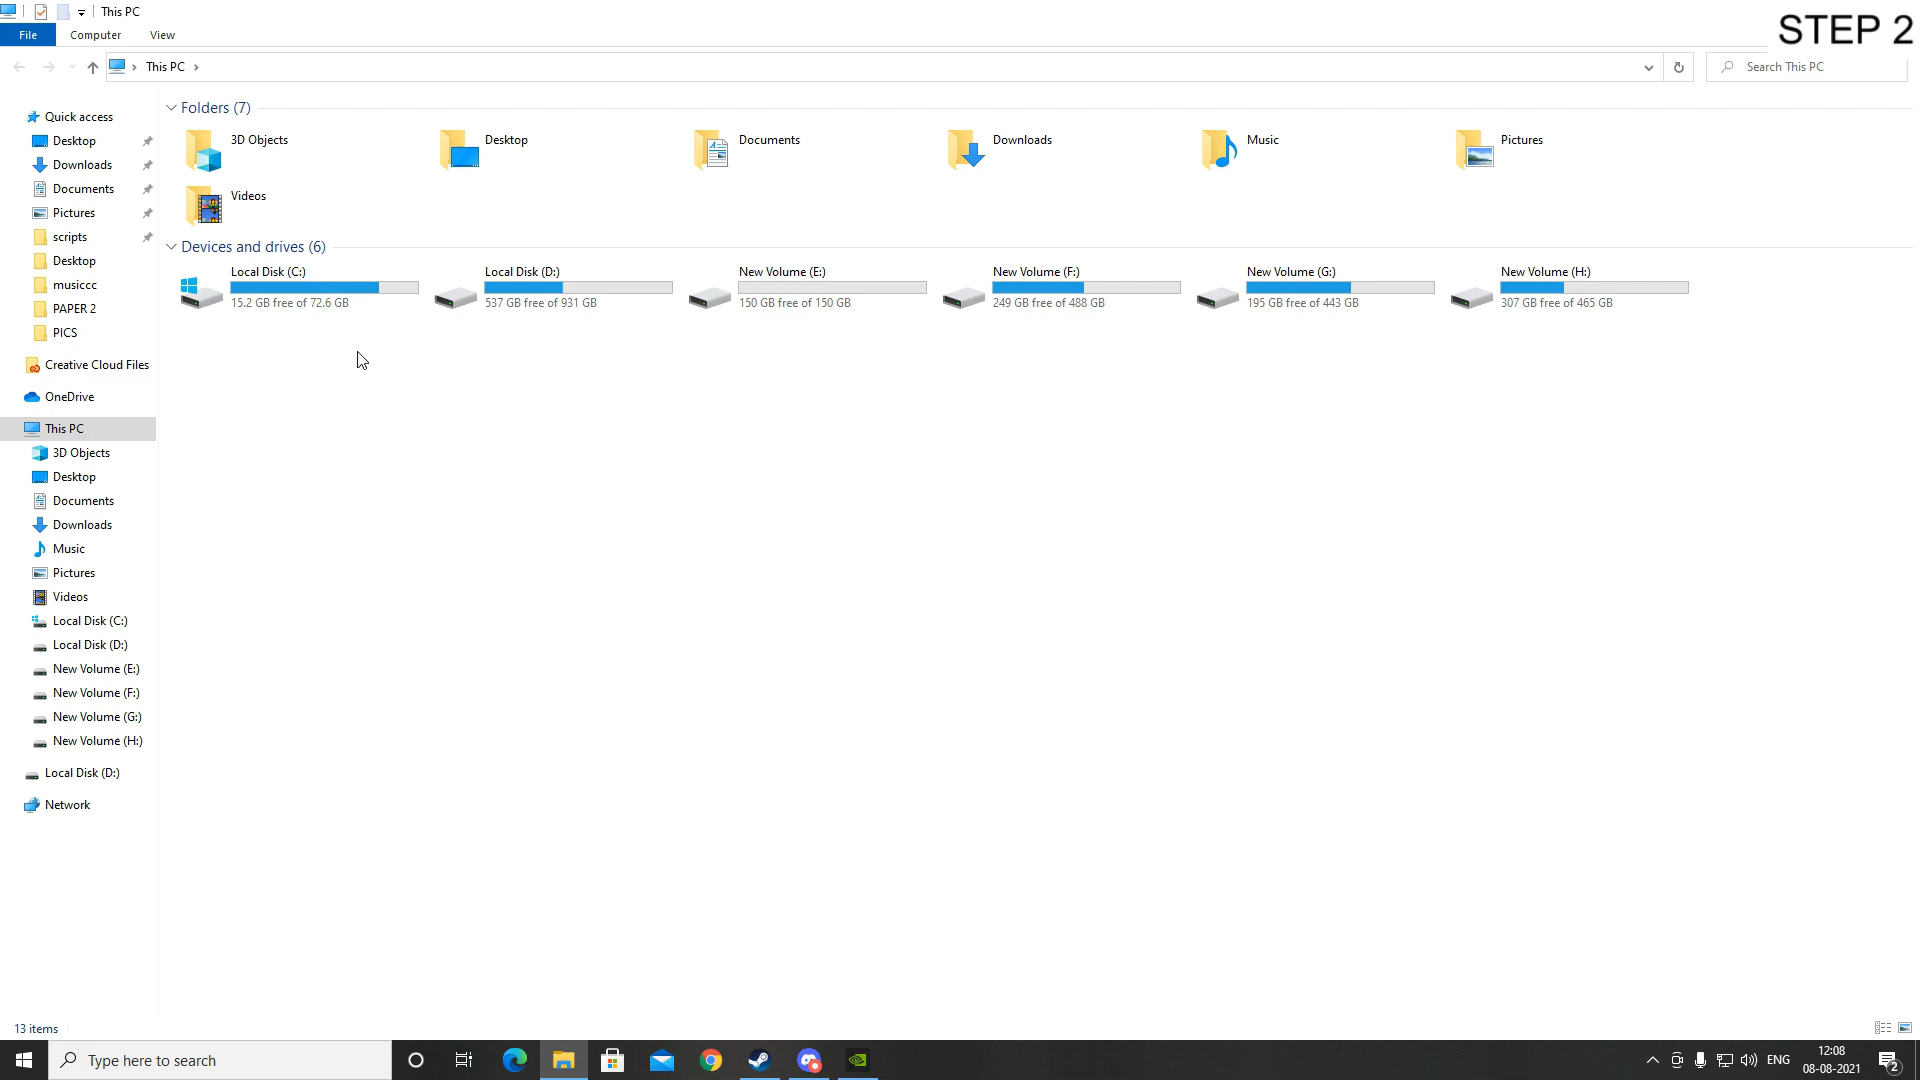 This PC
STEP 2
File Computer View
This PC
Search This PC
Quick access
Desktop
Downloads
Documents
Pictures
scripts
Desktop
musiccc
PAPER 2
PICS
Creative Cloud Files
OneDrive
This PC
3D Objects
Desktop
Documents
Downloads
Music
Pictures
Videos
Local Disk (C:)
Local Disk (D:)
New Volume (E:)
New Volume (F:)
New Volume (G:)
New Volume (H:)
Local Disk (D:)
Network
Folders (7)
3D Objects Desktop Documents Downloads Music Pictures
Videos
Devices and drives (6)
Local Disk (C:) Local Disk (D:) New Volume (E:) New Volume (F:) New Volume (G:) New Volume (H:)
15.2 GB free of 72.6 GB 537 GB free of 931 GB 150 GB free of 150 GB 249 GB free of 488 GB 195 GB free of 443 GB 307 GB free of 465 GB
13 items
Type here to search
ENG
12:08
08-08-2021
2